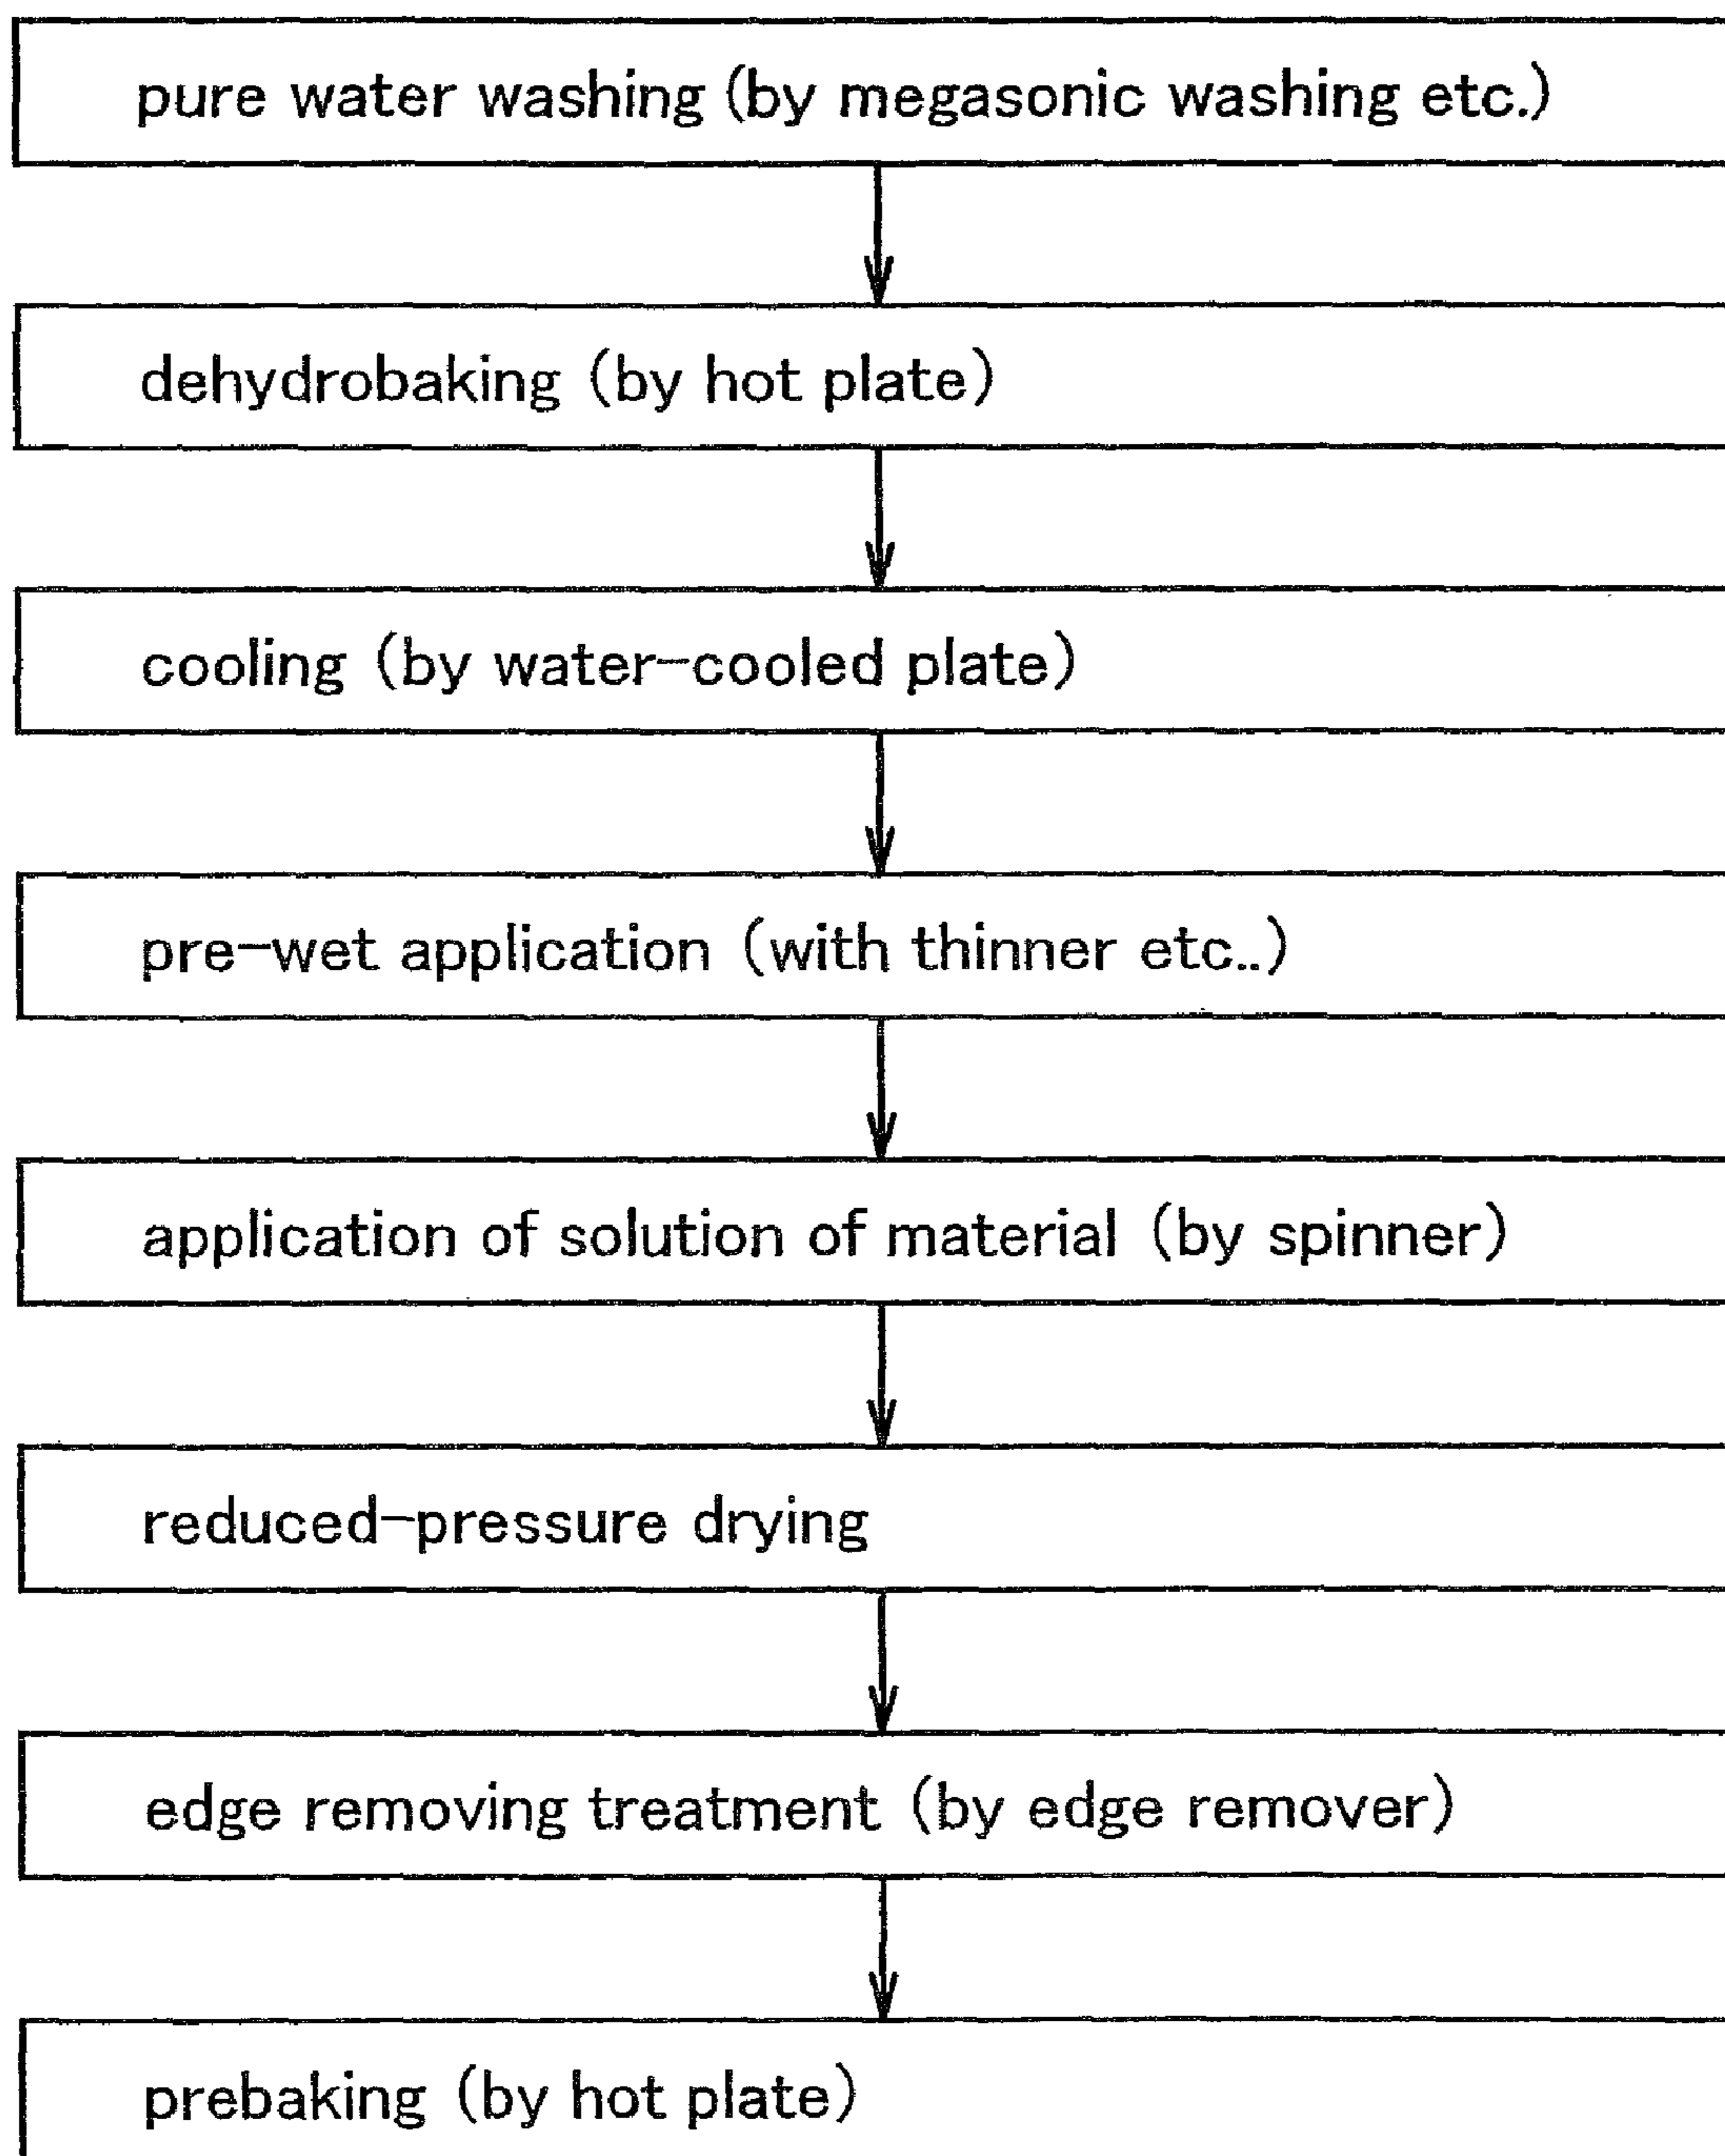 pure water washing (by megasonic washing etc.)
dehydrobaking (by hot plate)
cooling (by water-cooled plate)
pre-wet application (with thinner etc..)
application of solution of material (by spinner)
reduced-pressure drying
edge removing treatment (by edge remover)
prebaking (by hot plate)